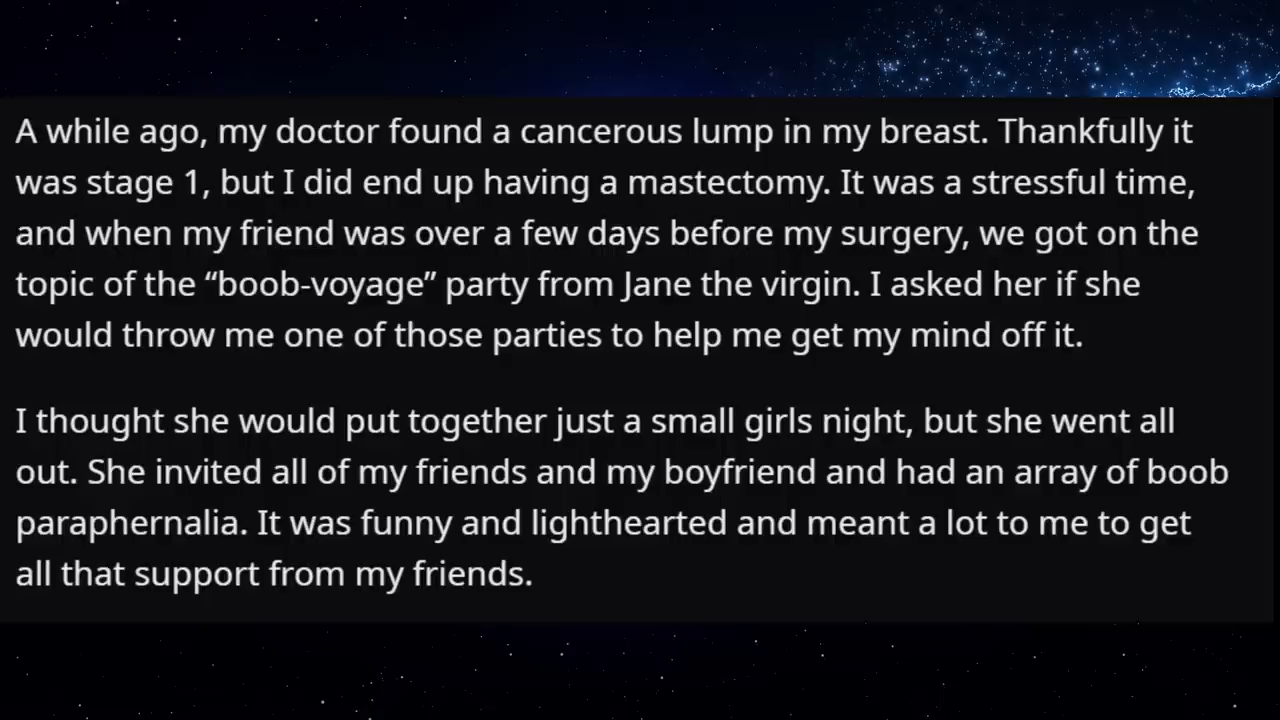 A while ago, my doctor found a cancerous lump in my breast. Thankfully it
was stage 1, but I did end up having a mastectomy. It was a stressful time,
and when my friend was over a few days before my surgery, we got on the
topic of the “boob-voyage” party from Jane the virgin. I asked her if she
would throw me one of those parties to help me get my mind off it.
I thought she would put together just a small girls night, but she went all
out. She invited all of my friends and my boyfriend and had an array of boob
paraphernalia. It was funny and lighthearted and meant a lot to me to get
all that support from my friends.